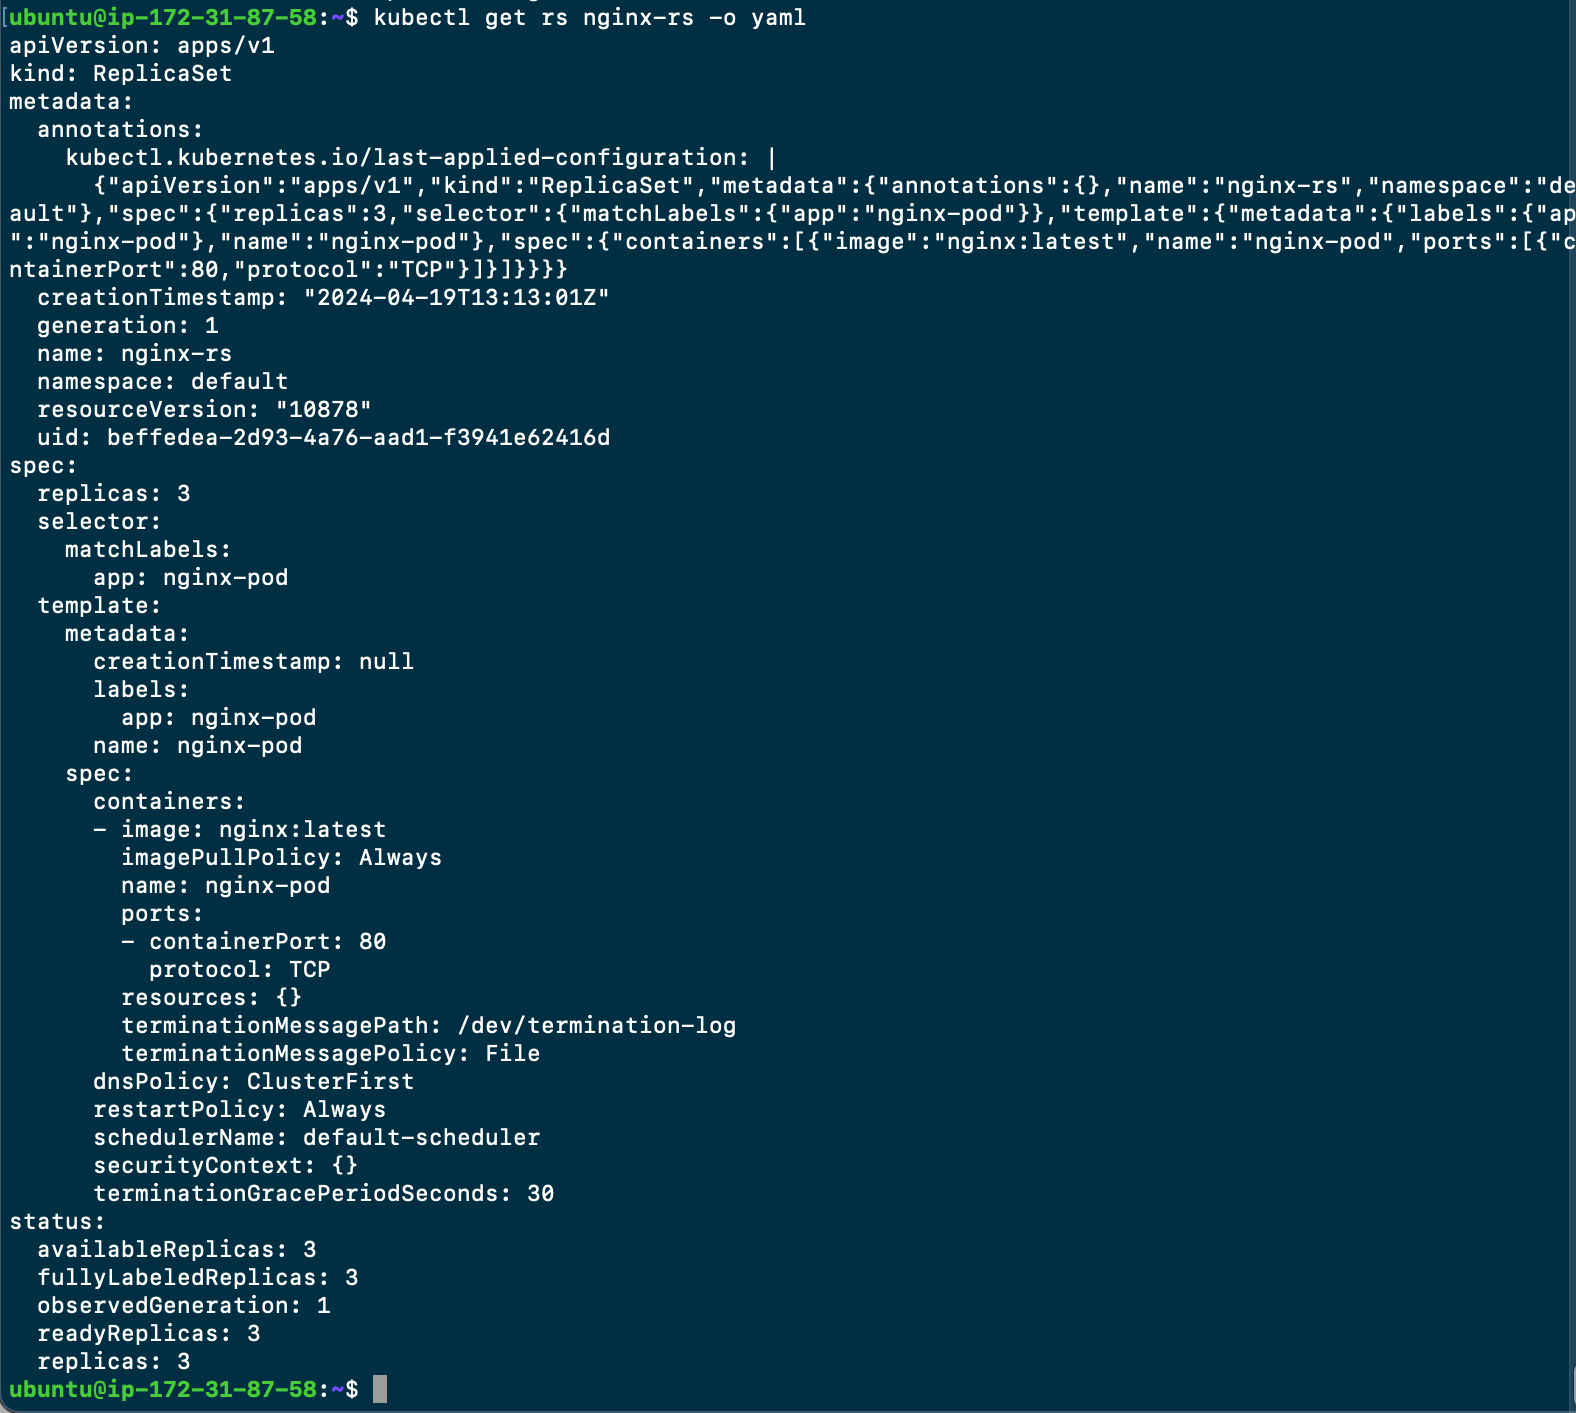 ubuntu@ip-172-31-87-58:~$ kubectl get rs nginx-rs -o yaml
apiVersion: apps/v1
kind: ReplicaSet
metadata:
  annotations:
    kubectl.kubernetes.io/last-applied-configuration: |
      {"apiVersion":"apps/v1","kind":"ReplicaSet","metadata":{"annotations":{},"name":"nginx-rs","namespace":"de
ault"},"spec":{"replicas":3,"selector":{"matchLabels":{"app":"nginx-pod"}},"template":{"metadata":{"labels":{"ap
":"nginx-pod"},"name":"nginx-pod"},"spec":{"containers":[{"image":"nginx:latest","name":"nginx-pod","ports":[{"c
ntainerPort":80,"protocol":"TCP"}]}]}}}}
  creationTimestamp: "2024-04-19T13:13:01Z"
  generation: 1
  name: nginx-rs
  namespace: default
  resourceVersion: "10878"
  uid: beffedea-2d93-4a76-aad1-f3941e62416d
spec:
  replicas: 3
  selector:
    matchLabels:
      app: nginx-pod
  template:
    metadata:
      creationTimestamp: null
      labels:
        app: nginx-pod
      name: nginx-pod
    spec:
      containers:
      - image: nginx:latest
        imagePullPolicy: Always
        name: nginx-pod
        ports:
        - containerPort: 80
          protocol: TCP
        resources: {}
        terminationMessagePath: /dev/termination-log
        terminationMessagePolicy: File
      dnsPolicy: ClusterFirst
      restartPolicy: Always
      schedulerName: default-scheduler
      securityContext: {}
      terminationGracePeriodSeconds: 30
status:
  availableReplicas: 3
  fullyLabeledReplicas: 3
  observedGeneration: 1
  readyReplicas: 3
  replicas: 3
ubuntu@ip-172-31-87-58:~$